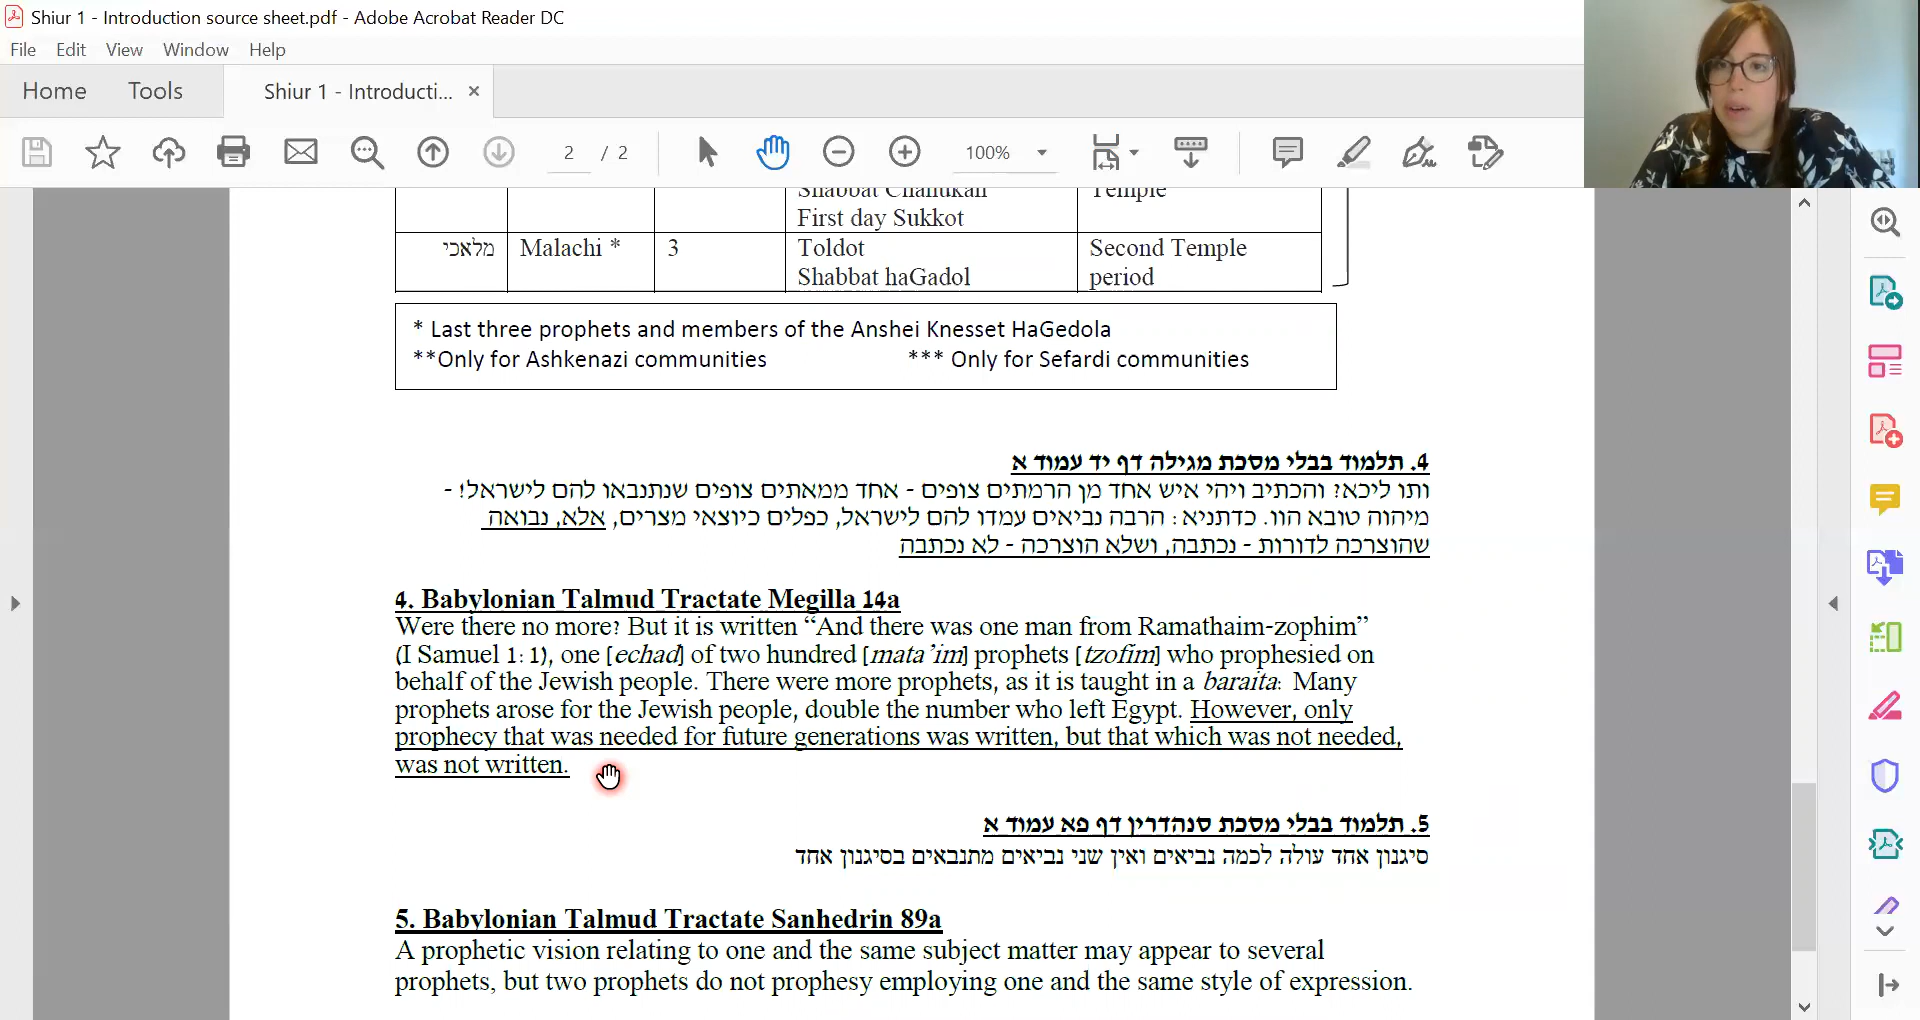 Shiur 1 - Introduction source sheet.pdf - Adobe Acrobat Reader DC
File Edit View Window Help
Home Tools Shiur 1 - Introducti... ×
2 / 2 100%
Shabbat Chanukah
First day Sukkot
Temple
מלאכי Malachi * 3 Toldot
Shabbat haGadol
Second Temple
period
* Last three prophets and members of the Anshei Knesset HaGedola
**Only for Ashkenazi communities *** Only for Sefardi communities
4. תלמוד בבלי מסכת מגילה דף יד עמוד א
ותו ליכא? והכתיב ויהי איש אחד מן הרמתים צופים - אחד ממאתים צופים שנתנבאו להם לישראל! -
מיהוה טובא הוו. כדתניא: הרבה נביאים עמדו להם לישראל, כפלים כיוצאי מצרים, אלא, נבואה
שהוצרכה לדורות - נכתבה, ושלא הוצרכה - לא נכתבה
4. Babylonian Talmud Tractate Megilla 14a
Were there no more? But it is written “And there was one man from Ramathaim-zophim”
(I Samuel 1:1), one [echad] of two hundred [mata’im] prophets [tzofim] who prophesied on
behalf of the Jewish people. There were more prophets, as it is taught in a baraita: Many
prophets arose for the Jewish people, double the number who left Egypt. However, only
prophecy that was needed for future generations was written, but that which was not needed,
was not written.
5. תלמוד בבלי מסכת סנהדרין דף פא עמוד א
סיגנון אחד עולה לכמה נביאים ואין שני נביאים מתנבאים בסיגנון אחד
5. Babylonian Talmud Tractate Sanhedrin 89a
A prophetic vision relating to one and the same subject matter may appear to several
prophets, but two prophets do not prophesy employing one and the same style of expression.